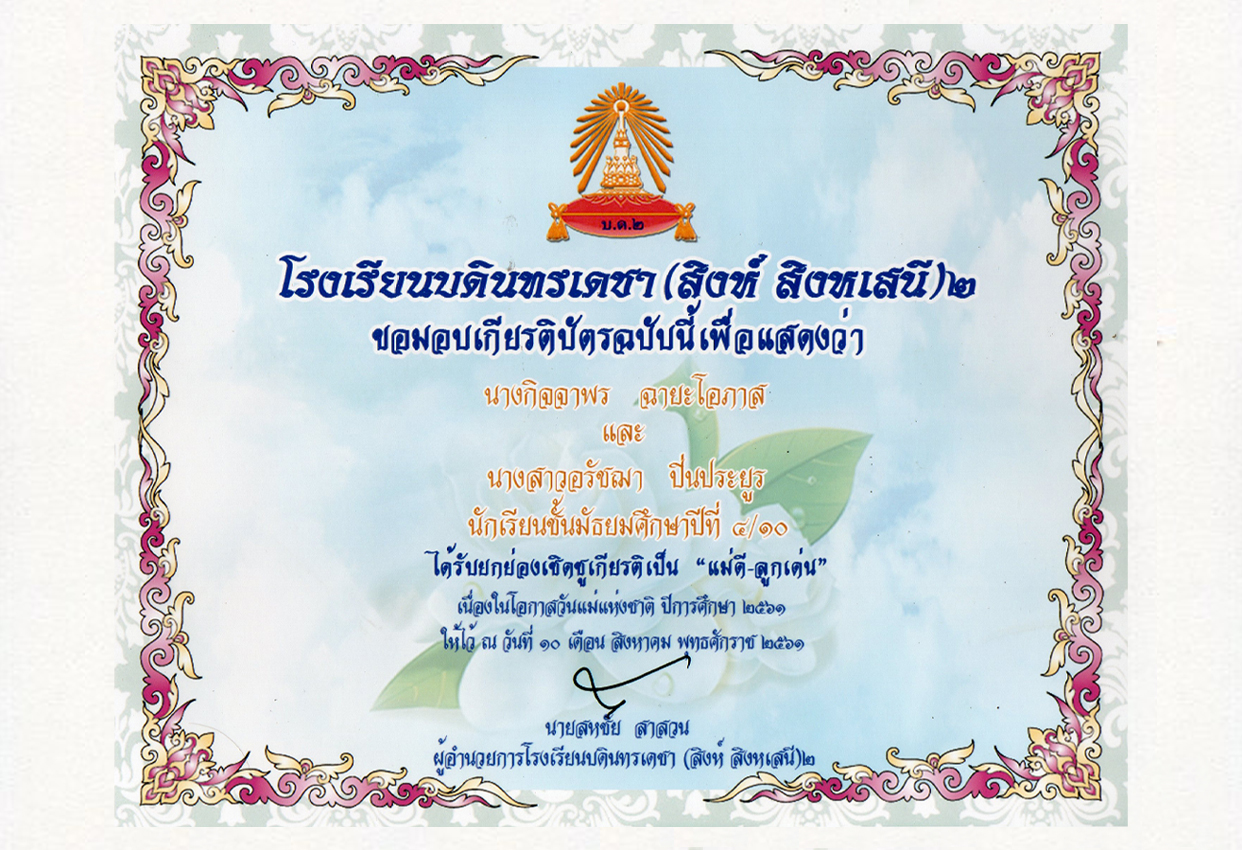 บ.ด.๒
โรงเรียนบดินทรเดชา (สิงห์ สิงหเสนี) ๒
ขอมอบเกียรติบัตรฉบับนี้เพื่อแสดงว่า
นางกิจจาพร ฉายะโอภาส
และ
นางสาวอรัชฌา ปิ่นประยูร
นักเรียนชั้นมัธยมศึกษาปีที่ ๔/๑๐
ได้รับยกย่องเชิดชูเกียรติเป็น “แม่ดี-ลูกเด่น”
เนื่องในโอกาสวันแม่แห่งชาติ ปีการศึกษา ๒๕๖๑
ให้ไว้ ณ วันที่ ๑๐ เดือน สิงหาคม พุทธศักราช ๒๕๖๑
นายสหชัย สาสวน
ผู้อำนวยการโรงเรียนบดินทรเดชา (สิงห์ สิงหเสนี)๒